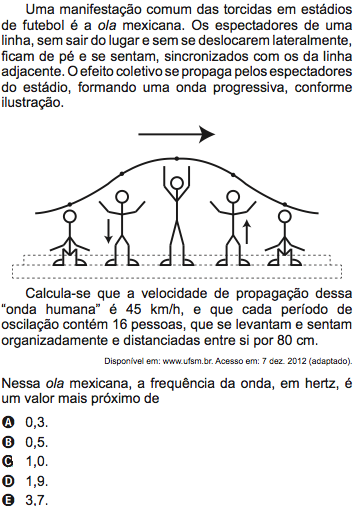 Uma manifestação comum das torcidas em estádios
de futebol é a ola mexicana. Os espectadores de uma
linha, sem sair do lugar e sem se deslocarem lateralmente,
ficam de pé e se sentam, sincronizados com os da linha
adjacente. O efeito coletivo se propaga pelos espectadores
do estádio, formando uma onda progressiva, conforme
ilustração.
Calcula-se que a velocidade de propagação dessa
“onda humana” é 45 km/h, e que cada período de
oscilação contém 16 pessoas, que se levantam e sentam
organizadamente e distanciadas entre si por 80 cm.
Disponível em: www.ufsm.br. Acesso em: 7 dez. 2012 (adaptado).
Nessa ola mexicana, a frequência da onda, em hertz, é
um valor mais próximo de
A 0,3.
B 0,5.
C 1,0.
D 1,9.
E 3,7.